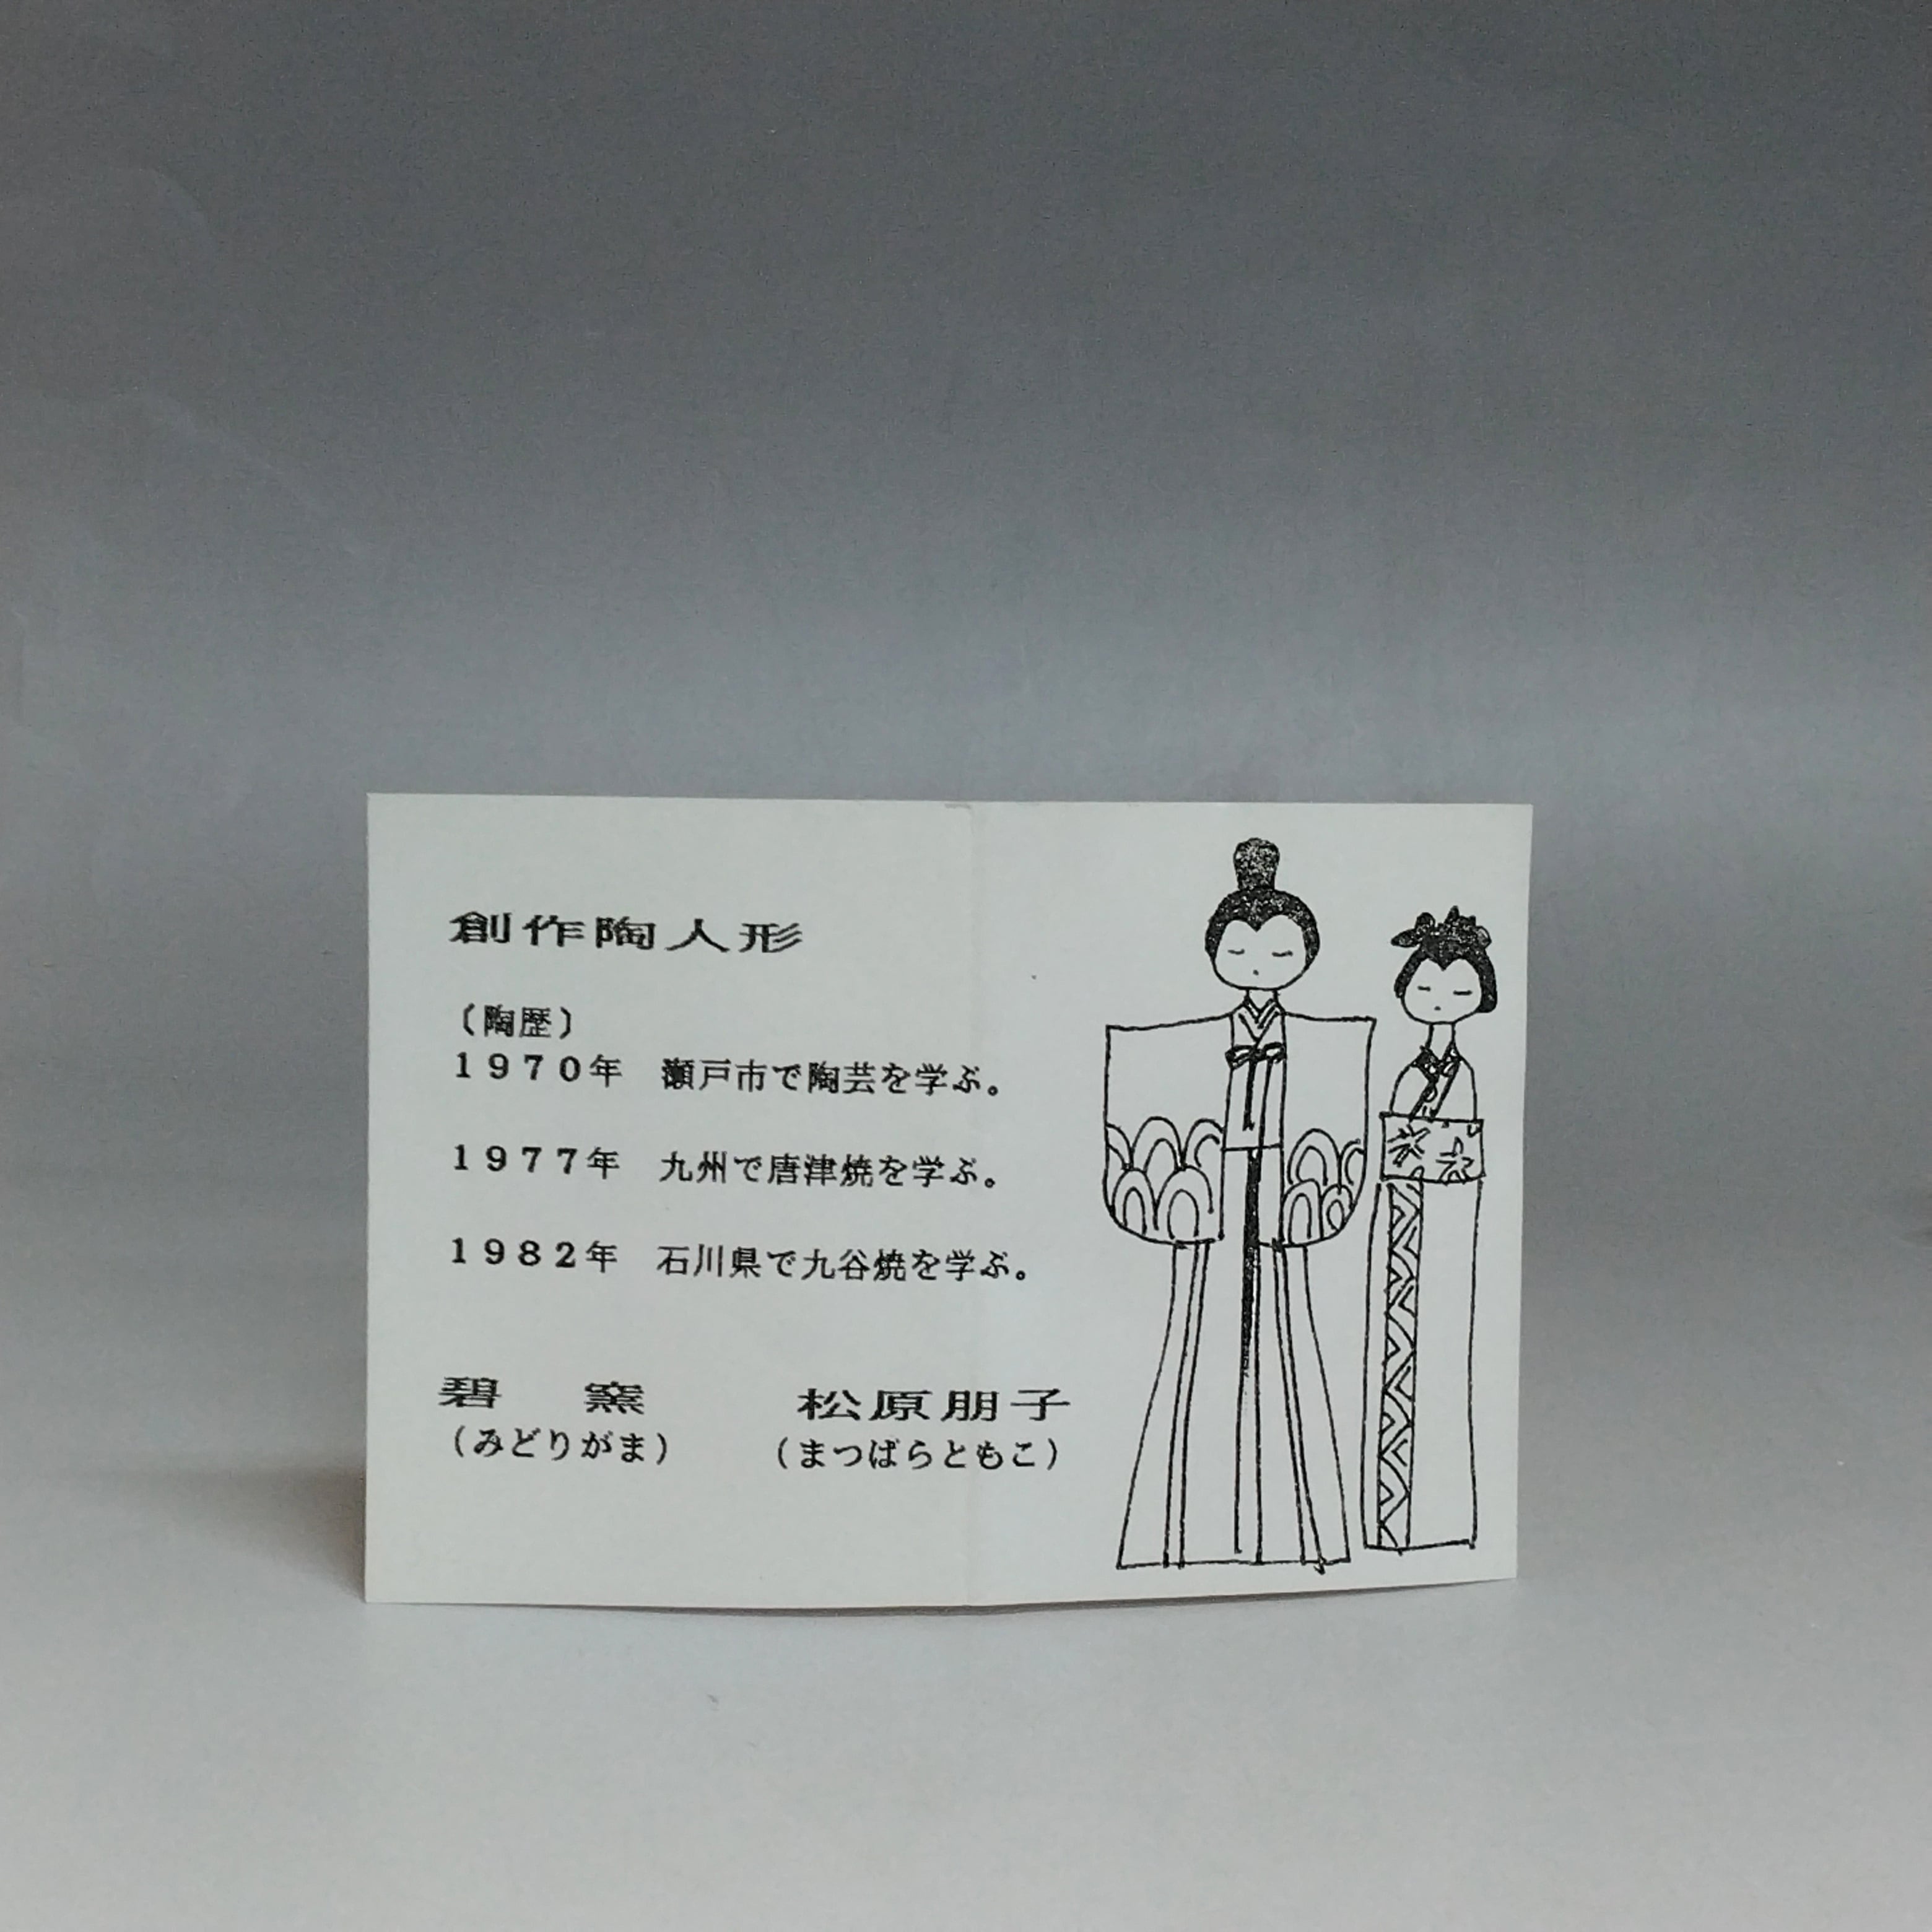 創作陶人形
〔陶歴〕
1970年　瀬戸市で陶芸を学ぶ。
1977年　九州で唐津焼を学ぶ。
1982年　石川県で九谷焼を学ぶ。
碧　窯　　松原朋子
（みどりがま）　（まつばらともこ）